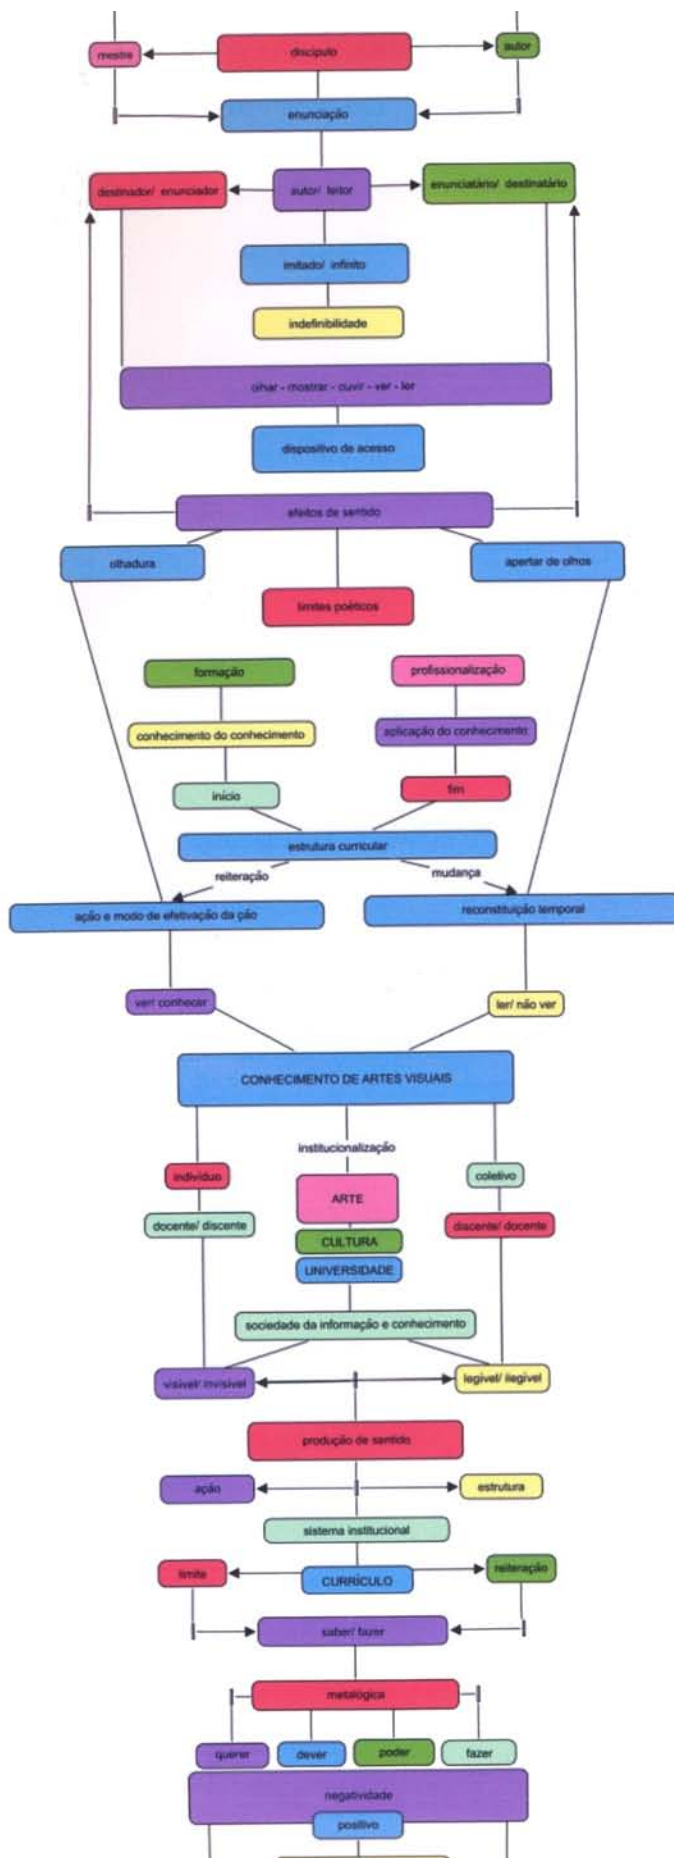 mestre
discípulo
autor
enunciação
destinador/ enunciador
autor/ leitor
enunciatário/ destinatário
imitado/ infinito
indefinibilidade
olhar - mostrar - ouvir - ver - ler
dispositivo de acesso
efeitos de sentido
olhadura
apertar de olhos
limites poéticos
formação
profissionalização
conhecimento do conhecimento
aplicação do conhecimento
início
fim
estrutura curricular
reiteração
mudança
ação e modo de efetivação da ção
reconstituição temporal
ver/ conhecer
ler/ não ver
CONHECIMENTO DE ARTES VISUAIS
institucionalização
indivíduo
coletivo
ARTE
docente/ discente
discente/ docente
CULTURA
UNIVERSIDADE
sociedade da informação e conhecimento
visível/ invisível
legível/ ilegível
produção de sentido
ação
estrutura
sistema institucional
limite
CURRÍCULO
reiteração
saber/ fazer
metalógica
querer
dever
poder
fazer
negatividade
positivo